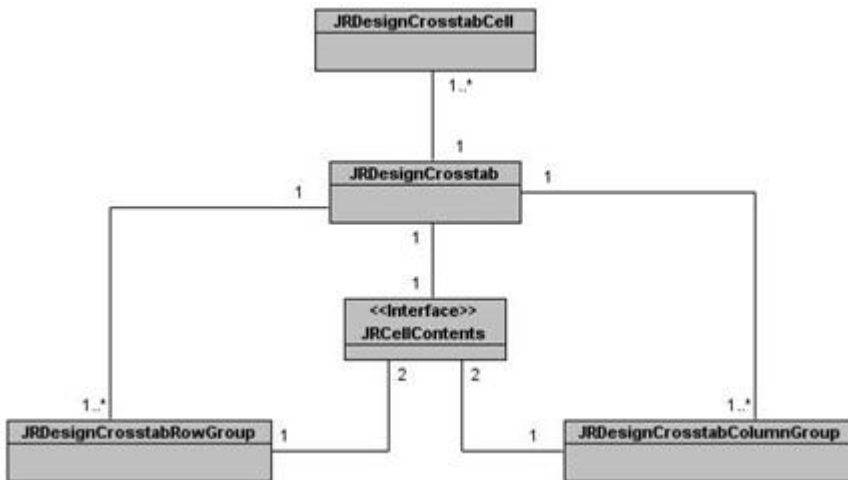 JRDesignCrosstabCell
1..*
1
JRDesignCrosstab
1
1
1
1
<<Interface>>
JRCellContents
2
2
1..*
1..*
JRDesignCrosstabRowGroup
1
1
JRDesignCrosstabColumnGroup